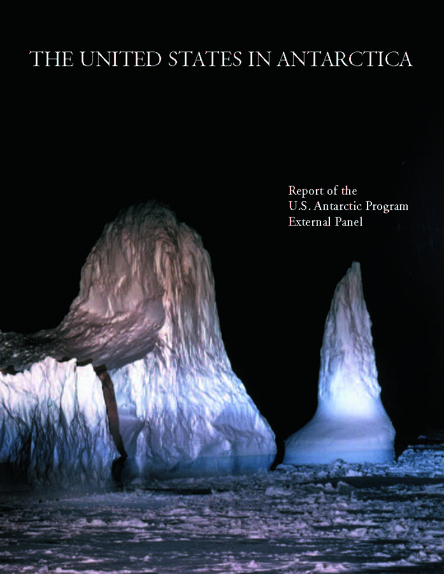 THE UNITED STATES IN ANTARCTICA
Report of the
U.S. Antarctic Program
External Panel